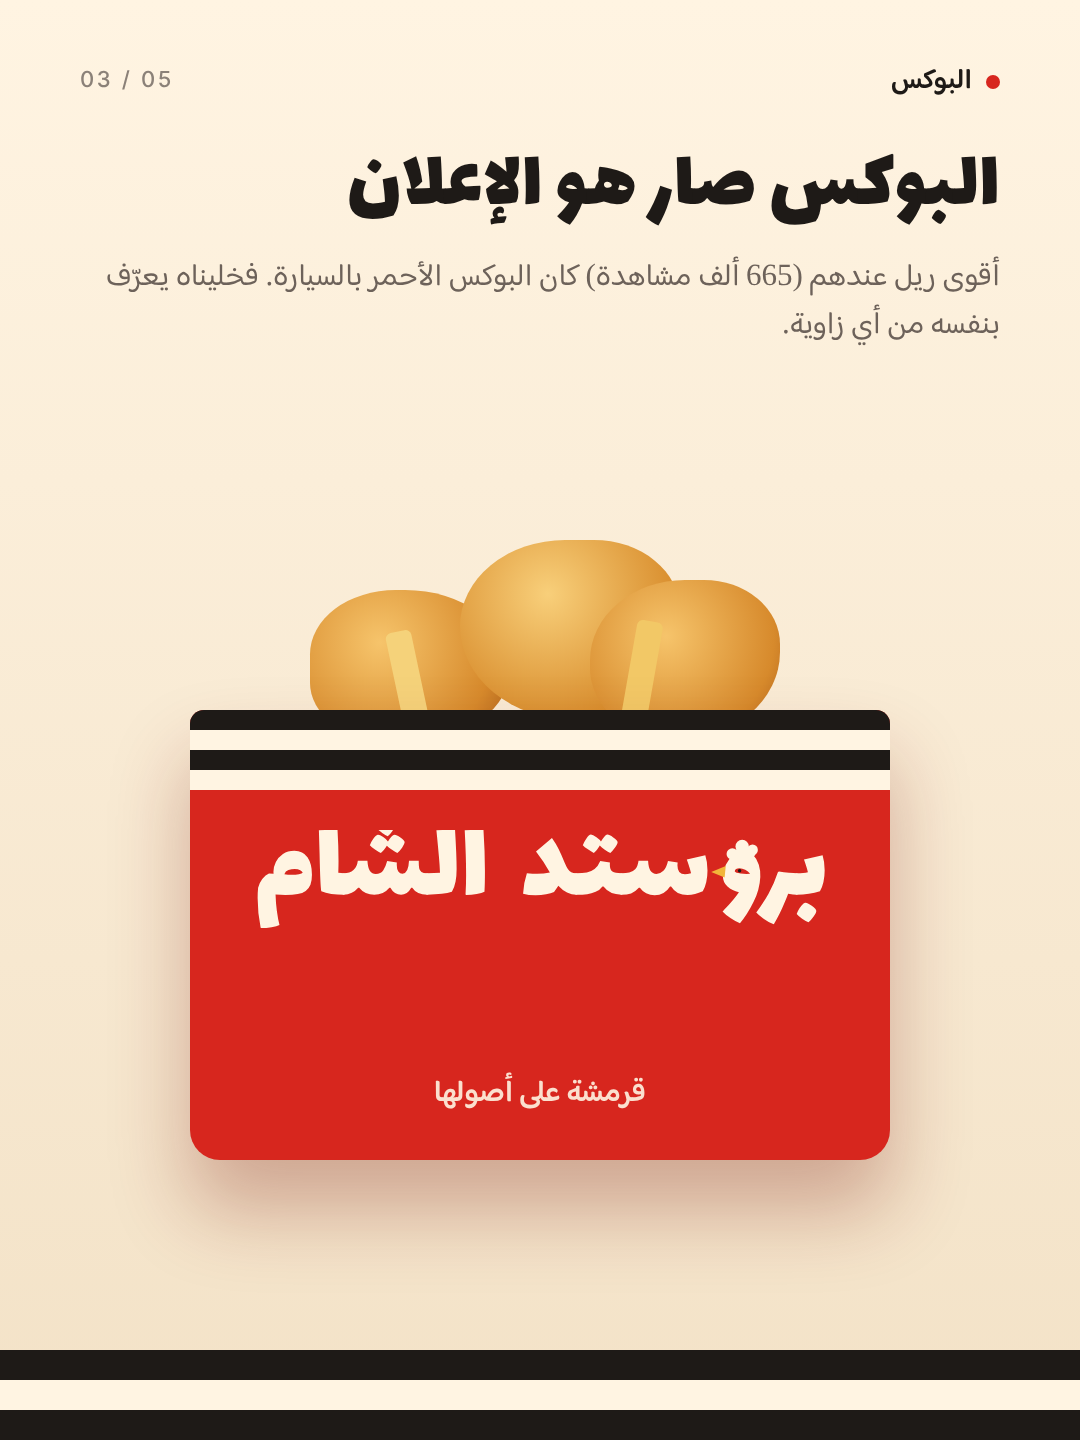 البوكس
03 / 05
البوكس صار هو الإعلان
أقوى ريل عندهم (665 ألف مشاهدة) كان البوكس الأحمر بالسيارة. فخليناه يعرّف
بنفسه من أي زاوية.
بروستد الشام
قرمشة على أصولها